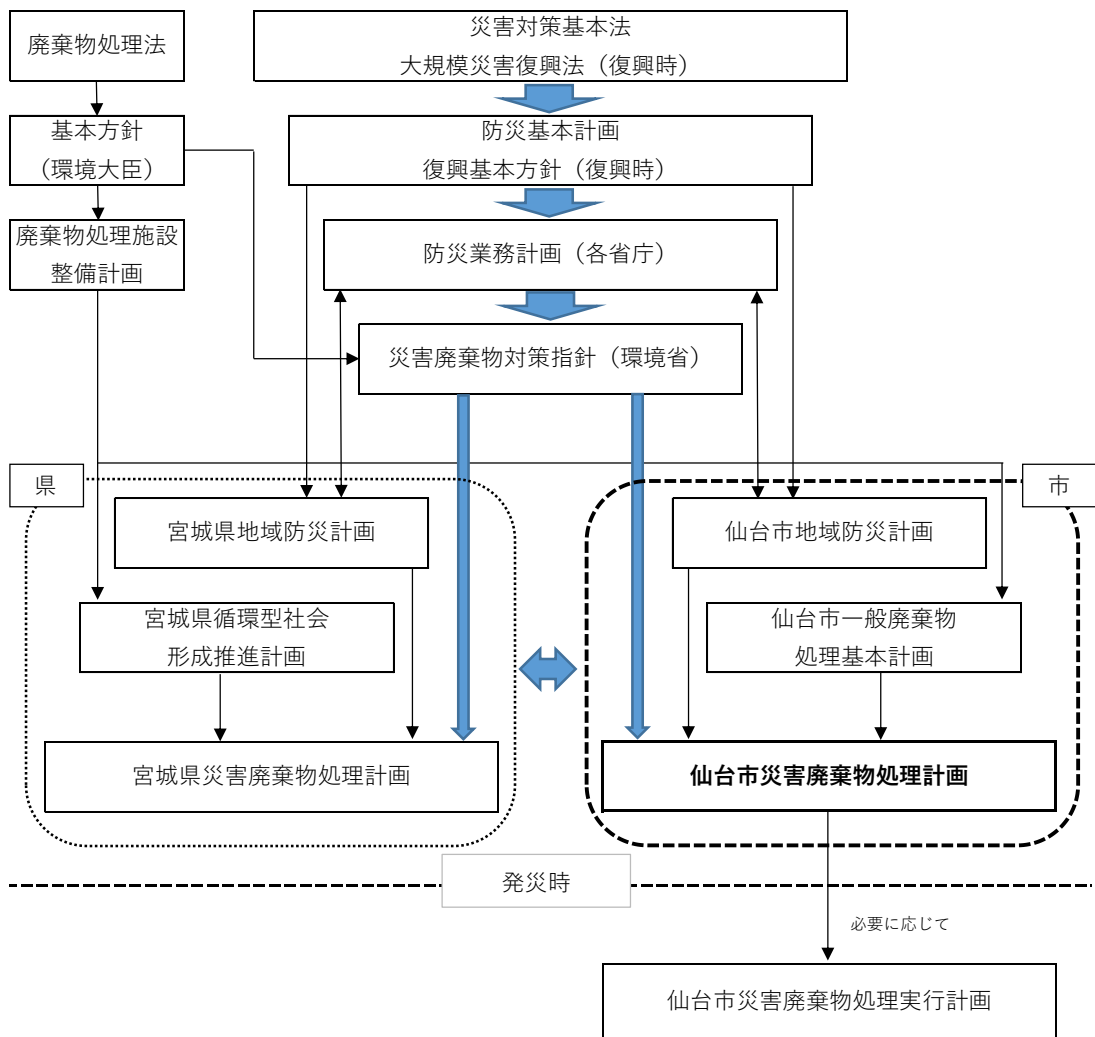 廃棄物処理法
災害対策基本法
大規模災害復興法（復興時）
基本方針
（環境大臣）
防災基本計画
復興基本方針（復興時）
廃棄物処理施設
整備計画
防災業務計画（各省庁）
災害廃棄物対策指針（環境省）
県
市
宮城県地域防災計画
仙台市地域防災計画
宮城県循環型社会
形成推進計画
仙台市一般廃棄物
処理基本計画
宮城県災害廃棄物処理計画
仙台市災害廃棄物処理計画
発災時
必要に応じて
仙台市災害廃棄物処理実行計画